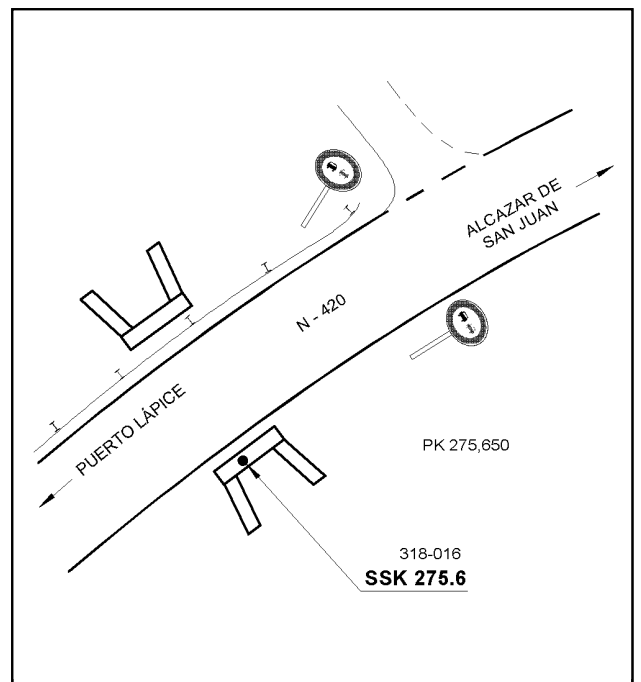 ALCAZAR DE
SAN JUAN
N - 420
PUERTO LÁPICE
PK 275,650
318-016
SSK 275.6